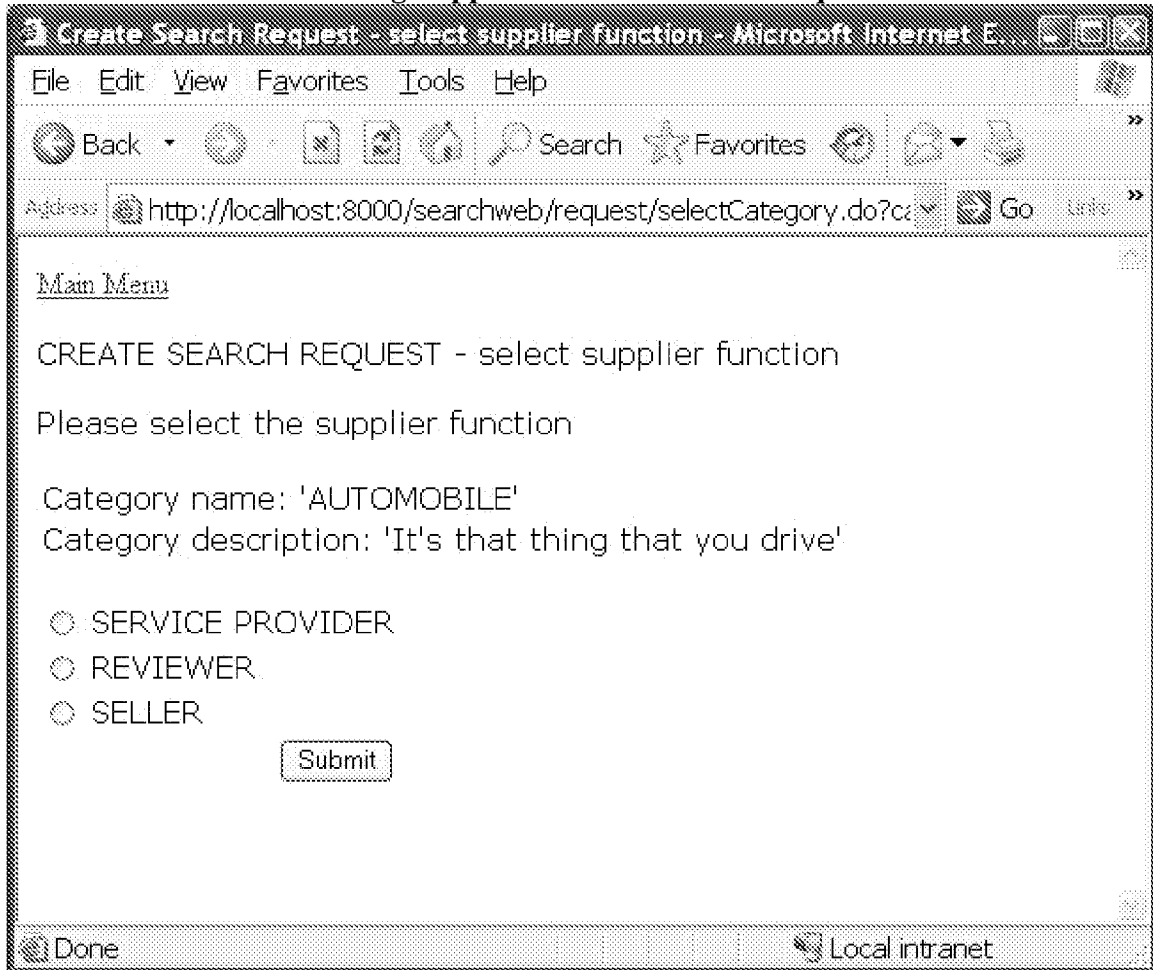 Create Search Request - select supplier function - Microsoft Internet E...
File Edit View Favorites Tools Help
Back Search Favorites »
Address http://localhost:8000/searchweb/request/selectCategory.do?ca Go Links »
Main Menu
CREATE SEARCH REQUEST - select supplier function
Please select the supplier function
Category name: 'AUTOMOBILE'
Category description: 'It's that thing that you drive'
SERVICE PROVIDER
REVIEWER
SELLER
Submit
Done Local intranet